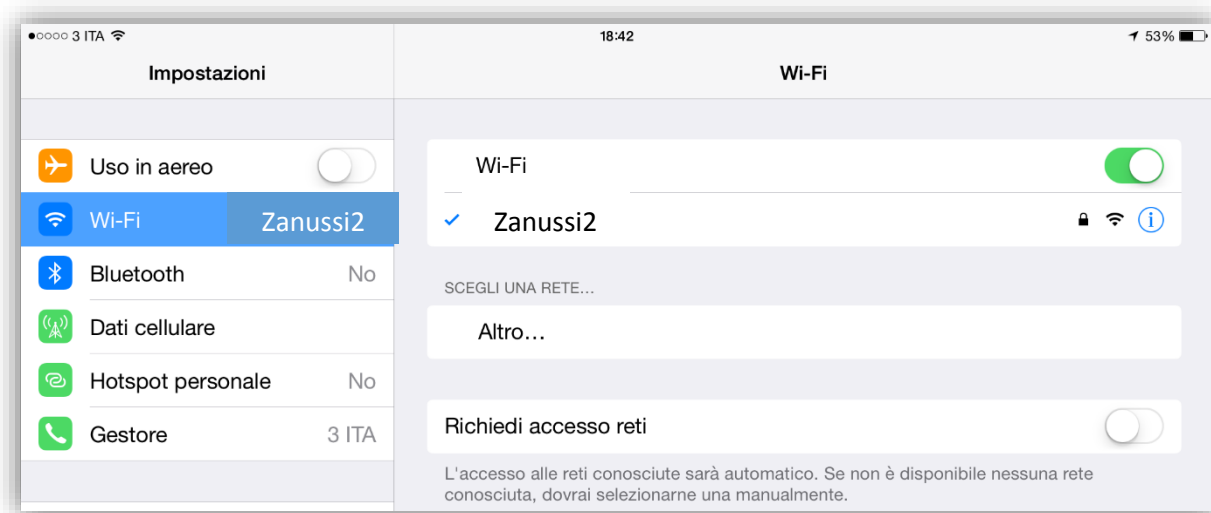 3 ITA
18:42
53%
Impostazioni
Wi-Fi
Uso in aereo
Wi-Fi Zanussi2
Bluetooth No
Dati cellulare
Hotspot personale No
Gestore 3 ITA
Wi-Fi
Zanussi2
SCEGLI UNA RETE...
Altro...
Richiedi accesso reti
L'accesso alle reti conosciute sarà automatico. Se non è disponibile nessuna rete
conosciuta, dovrai selezionarne una manualmente.